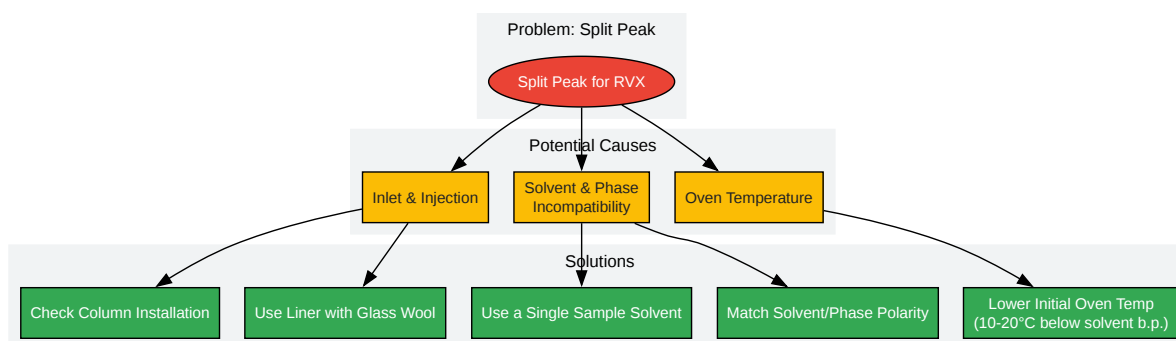 Problem: Split Peak
Split Peak for RVX
Potential Causes
Inlet & Injection
Solvent & Phase
Incompatibility
Oven Temperature
Solutions
Check Column Installation
Use Liner with Glass Wool
Use a Single Sample Solvent
Match Solvent/Phase Polarity
Lower Initial Oven Temp
(10-20°C below solvent b.p.)